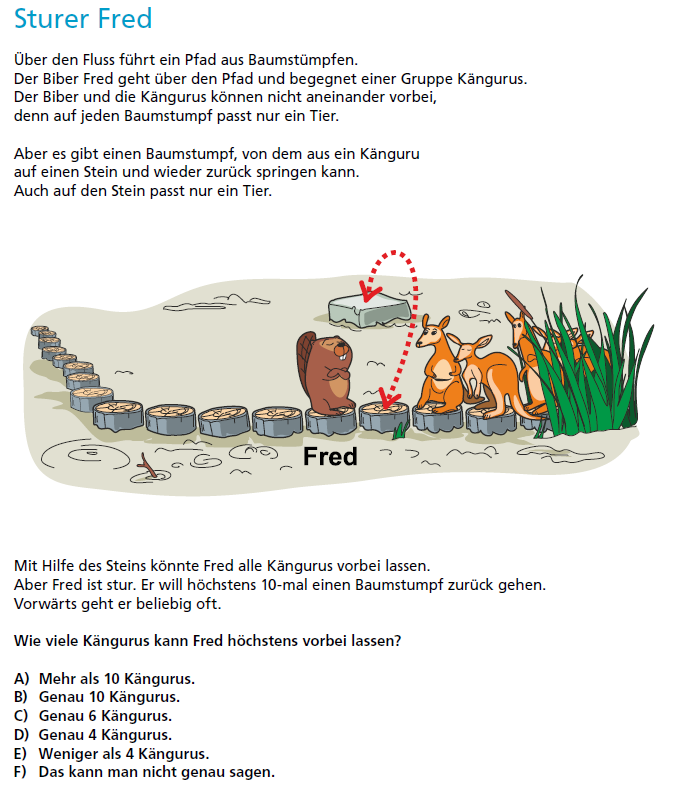 Sturer Fred
Über den Fluss führt ein Pfad aus Baumstümpfen.
Der Biber Fred geht über den Pfad und begegnet einer Gruppe Kängurus.
Der Biber und die Kängurus können nicht aneinander vorbei,
denn auf jeden Baumstumpf passt nur ein Tier.
Aber es gibt einen Baumstumpf, von dem aus ein Känguru
auf einen Stein und wieder zurück springen kann.
Auch auf den Stein passt nur ein Tier.
Fred
Mit Hilfe des Steins könnte Fred alle Kängurus vorbei lassen.
Aber Fred ist stur. Er will höchstens 10-mal einen Baumstumpf zurück gehen.
Vorwärts geht er beliebig oft.
Wie viele Kängurus kann Fred höchstens vorbei lassen?
A) Mehr als 10 Kängurus.
B) Genau 10 Kängurus.
C) Genau 6 Kängurus.
D) Genau 4 Kängurus.
E) Weniger als 4 Kängurus.
F) Das kann man nicht genau sagen.